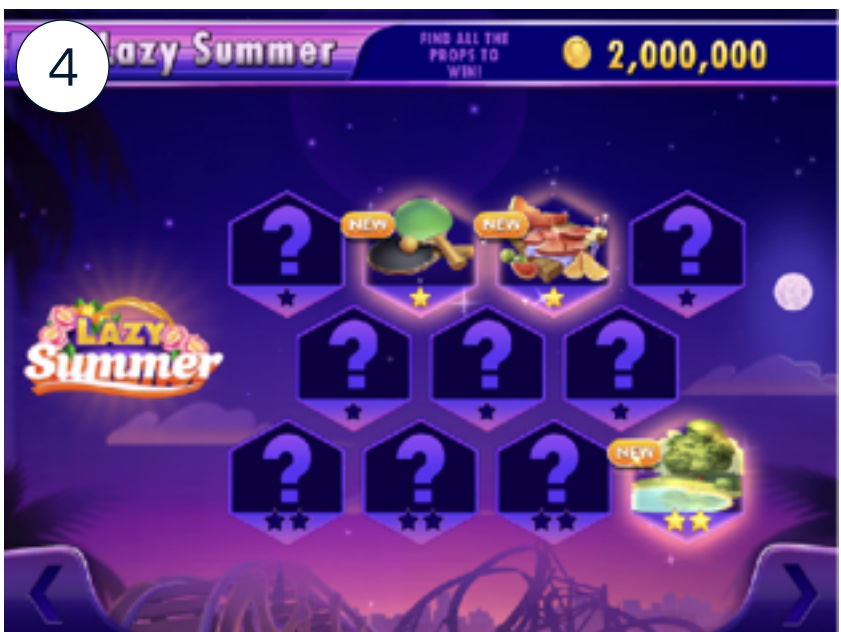 4
Lazy Summer
FIND ALL THE
PROPS TO
WIN!
2,000,000
?
NEW
NEW
?
LAZY
Summer
?
?
?
?
?
?
NEW